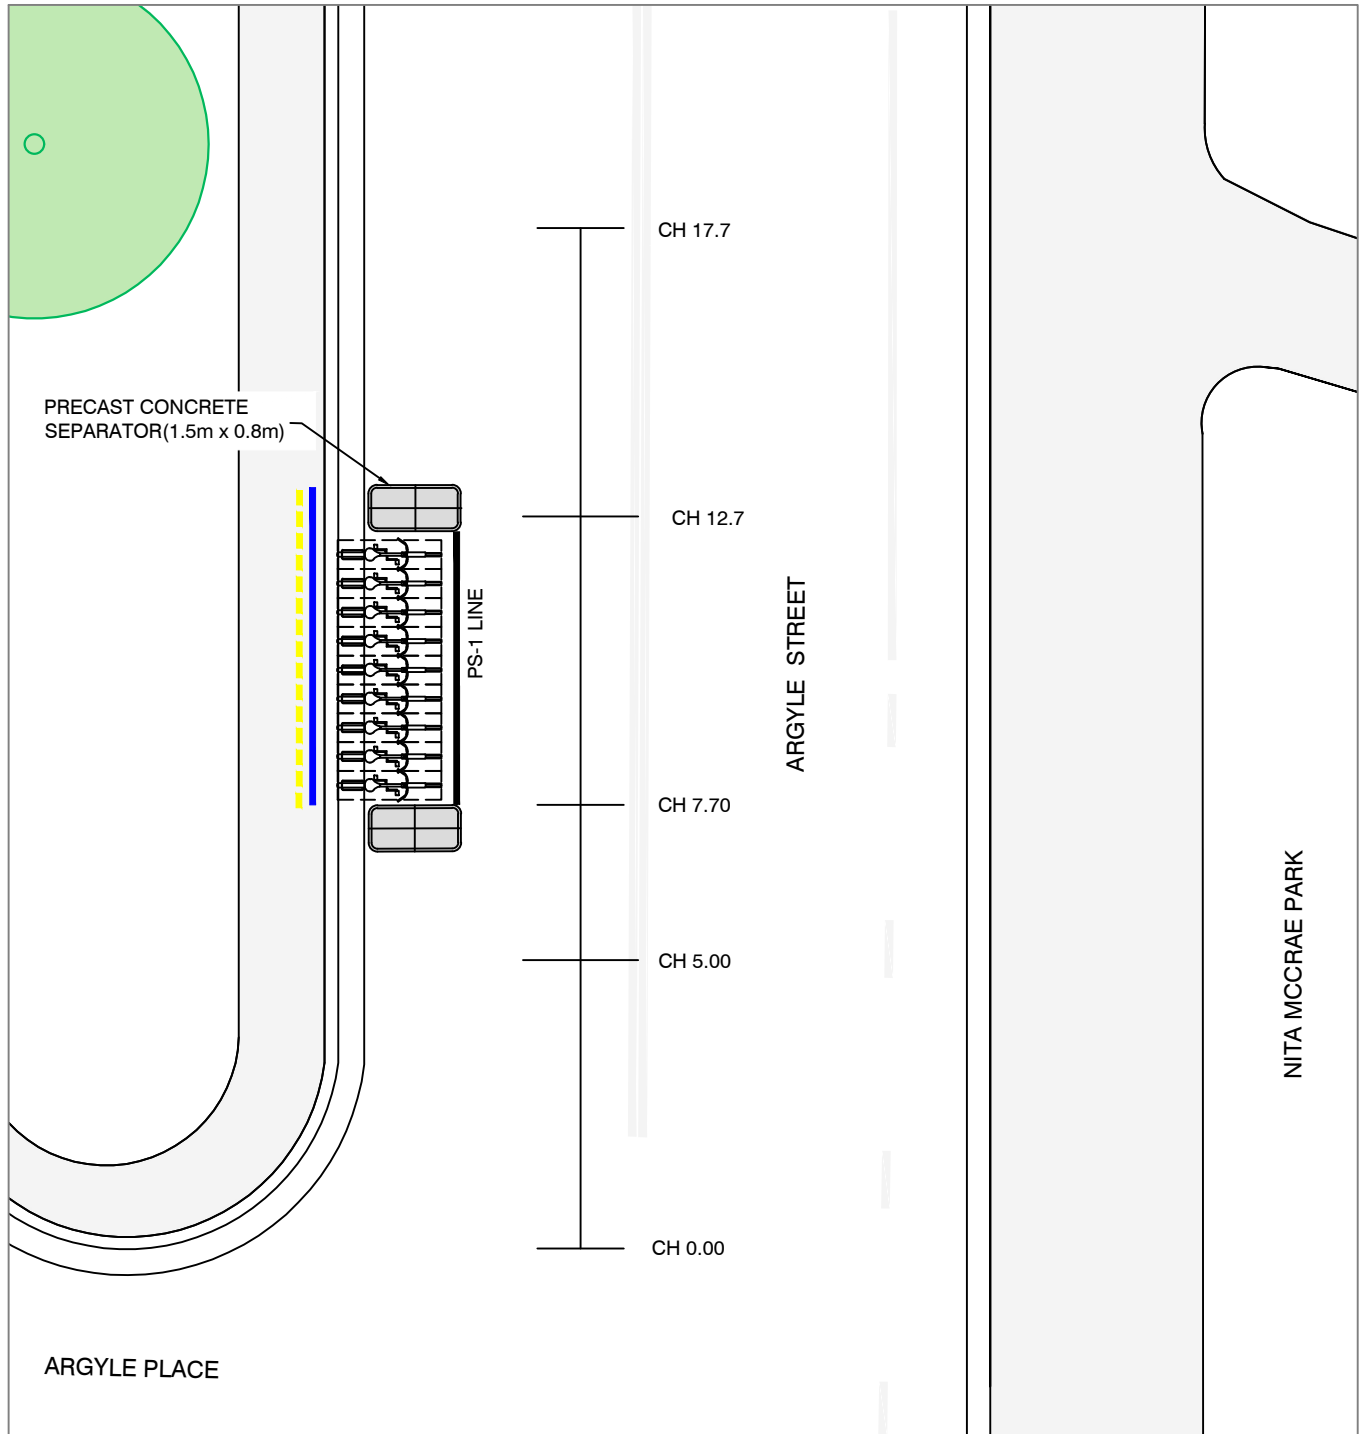 CH 17.7
PRECAST CONCRETE
SEPARATOR(1.5m x 0.8m)
CH 12.7
PS-1 LINE
ARGYLE STREET
CH 7.70
NITA MCCRAE PARK
CH 5.00
CH 0.00
ARGYLE PLACE